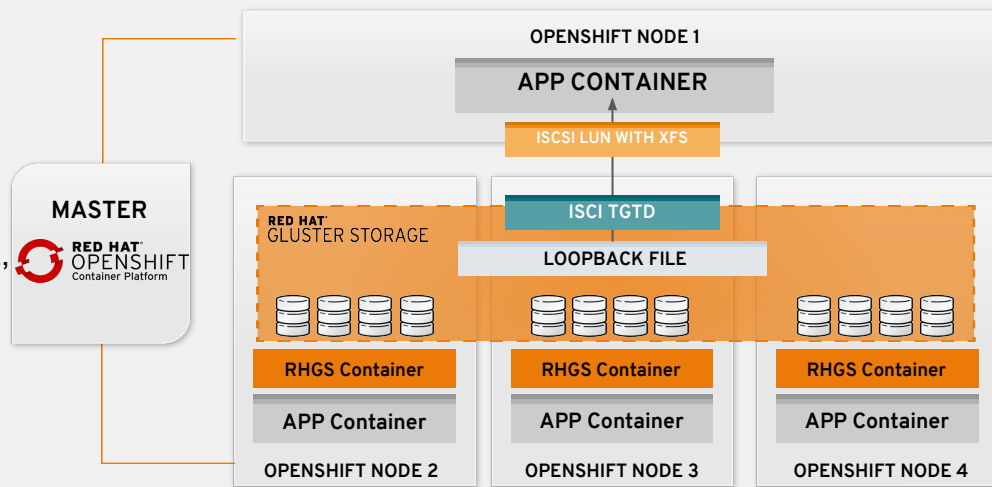 OPENSHIFT NODE 1
APP CONTAINER
ISCSI LUN WITH XFS
MASTER
RED HAT®
OPENSHIFT
Container Platform
,
RED HAT®
GLUSTER STORAGE
ISCI TGTD
LOOPBACK FILE
RHGS Container
RHGS Container
RHGS Container
APP Container
APP Container
APP Container
OPENSHIFT NODE 2
OPENSHIFT NODE 3
OPENSHIFT NODE 4